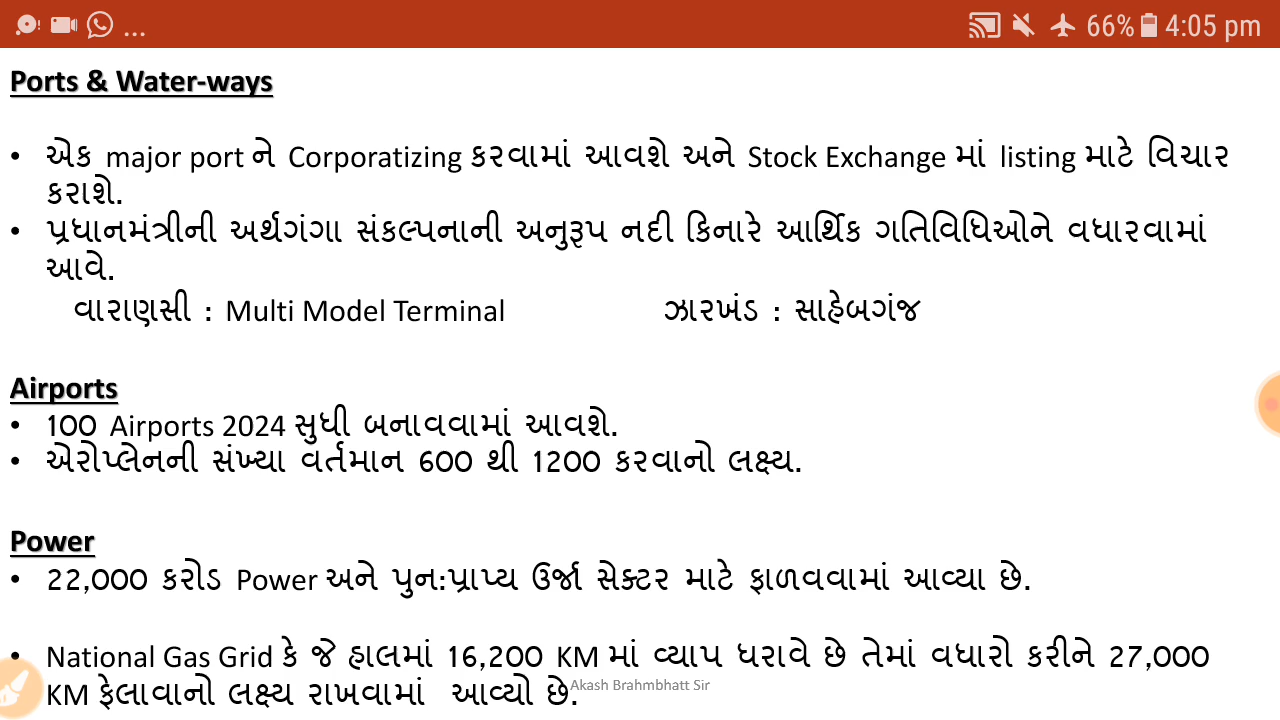 ... 66% 4:05 pm
Ports & Water-ways
• એક major port ને Corporatizing કરવામાં આવશે અને Stock Exchange માં listing માટે વિચાર
કરાશે.
• પ્રધાનમંત્રીની અર્થગંગા સંકલ્પનાની અનુરૂપ નદી કિનારે આર્થિક ગતિવિધિઓને વધારવામાં
આવે.
વારાણસી : Multi Model Terminal ઝારખંડ : સાહેબગંજ
Airports
• 100 Airports 2024 સુધી બનાવવામાં આવશે.
• એરોપ્લેનની સંખ્યા વર્તમાન 600 થી 1200 કરવાનો લક્ષ્ય.
Power
• 22,000 કરોડ Power અને પુન:પ્રાપ્ય ઉર્જા સેક્ટર માટે ફાળવવામાં આવ્યા છે.
• National Gas Grid કે જે હાલમાં 16,200 KM માં વ્યાપ ધરાવે છે તેમાં વધારો કરીને 27,000
KM ફેલાવાનો લક્ષ્ય રાખવામાં આવ્યો છે.
Akash Brahmbhatt Sir